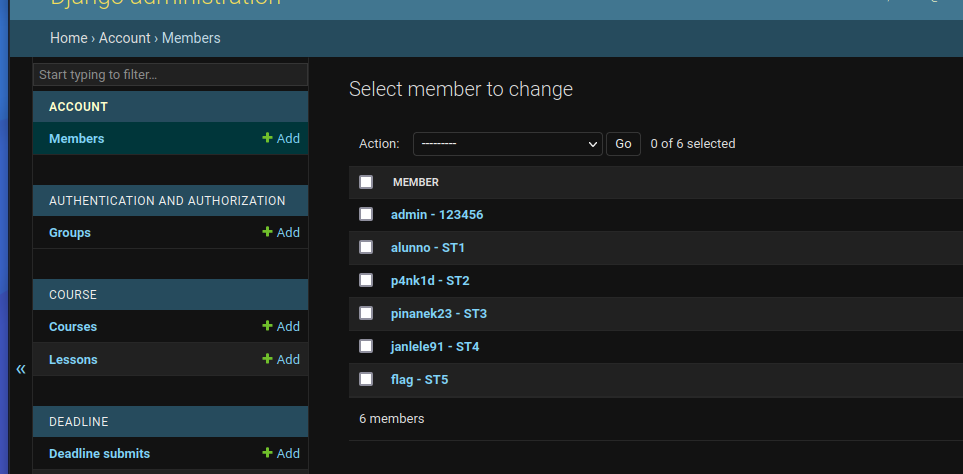 Django administration
Home › Account › Members
Start typing to filter...
ACCOUNT
Members
Add
AUTHENTICATION AND AUTHORIZATION
Groups
Add
COURSE
Courses
Add
Lessons
Add
«
DEADLINE
Deadline submits
Add
Select member to change
Action: --------- Go 0 of 6 selected
MEMBER
admin - 123456
alunno - ST1
p4nk1d - ST2
pinanek23 - ST3
janlele91 - ST4
flag - ST5
6 members